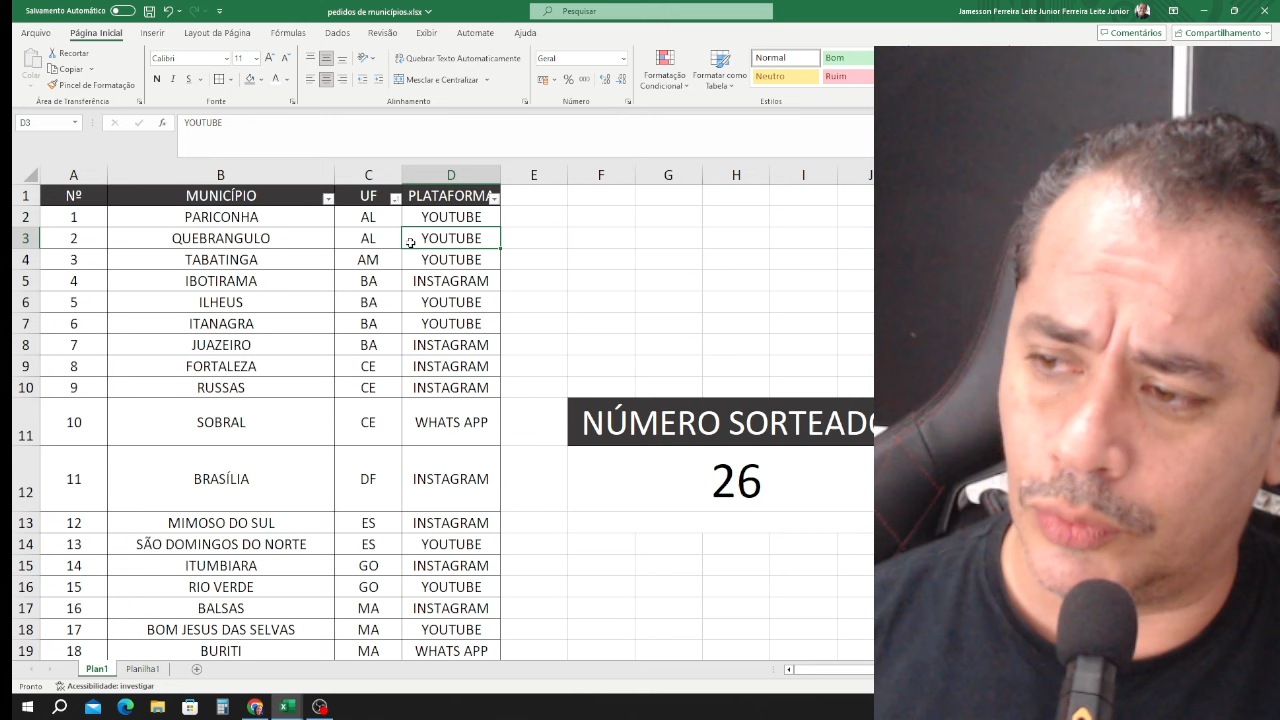 Salvamento Automático
pedidos de municípios.xlsx
Pesquisar
Jamesson Ferreira Leite Junior Ferreira Leite Junior
Arquivo Página Inicial Inserir Layout da Página Fórmulas Dados Revisão Exibir Automate Ajuda
Comentários Compartilhamento
Colar
Recortar
Copiar
Pincel de Formatação
Área de Transferência
Calibri 11
N I S
Fonte
Quebrar Texto Automaticamente
Mesclar e Centralizar
Alinhamento
Geral
% 000
Número
Formatação Condicional
Formatar como Tabela
Normal Bom
Neutro Ruim
Estilos
D3 fx YOUTUBE
A B C D E F G H I J
1 Nº MUNICÍPIO UF PLATAFORMA
2 1 PARICONHA AL YOUTUBE
3 2 QUEBRANGULO AL YOUTUBE
4 3 TABATINGA AM YOUTUBE
5 4 IBOTIRAMA BA INSTAGRAM
6 5 ILHEUS BA YOUTUBE
7 6 ITANAGRA BA YOUTUBE
8 7 JUAZEIRO BA INSTAGRAM
9 8 FORTALEZA CE INSTAGRAM
10 9 RUSSAS CE INSTAGRAM
11 10 SOBRAL CE WHATS APP NÚMERO SORTEADO
12 11 BRASÍLIA DF INSTAGRAM 26
13 12 MIMOSO DO SUL ES INSTAGRAM
14 13 SÃO DOMINGOS DO NORTE ES YOUTUBE
15 14 ITUMBIARA GO INSTAGRAM
16 15 RIO VERDE GO YOUTUBE
17 16 BALSAS MA INSTAGRAM
18 17 BOM JESUS DAS SELVAS MA YOUTUBE
19 18 BURITI MA WHATS APP
Plan1 Planilha1
Pronto Acessibilidade: investigar